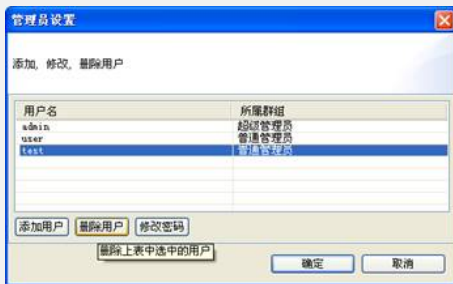 管理员设置
添加, 修改, 删除用户
用户名 所属群组
admin 超级管理员
user 普通管理员
test 普通管理员
添加用户 删除用户 修改密码
删除上表中选中的用户
确定 取消